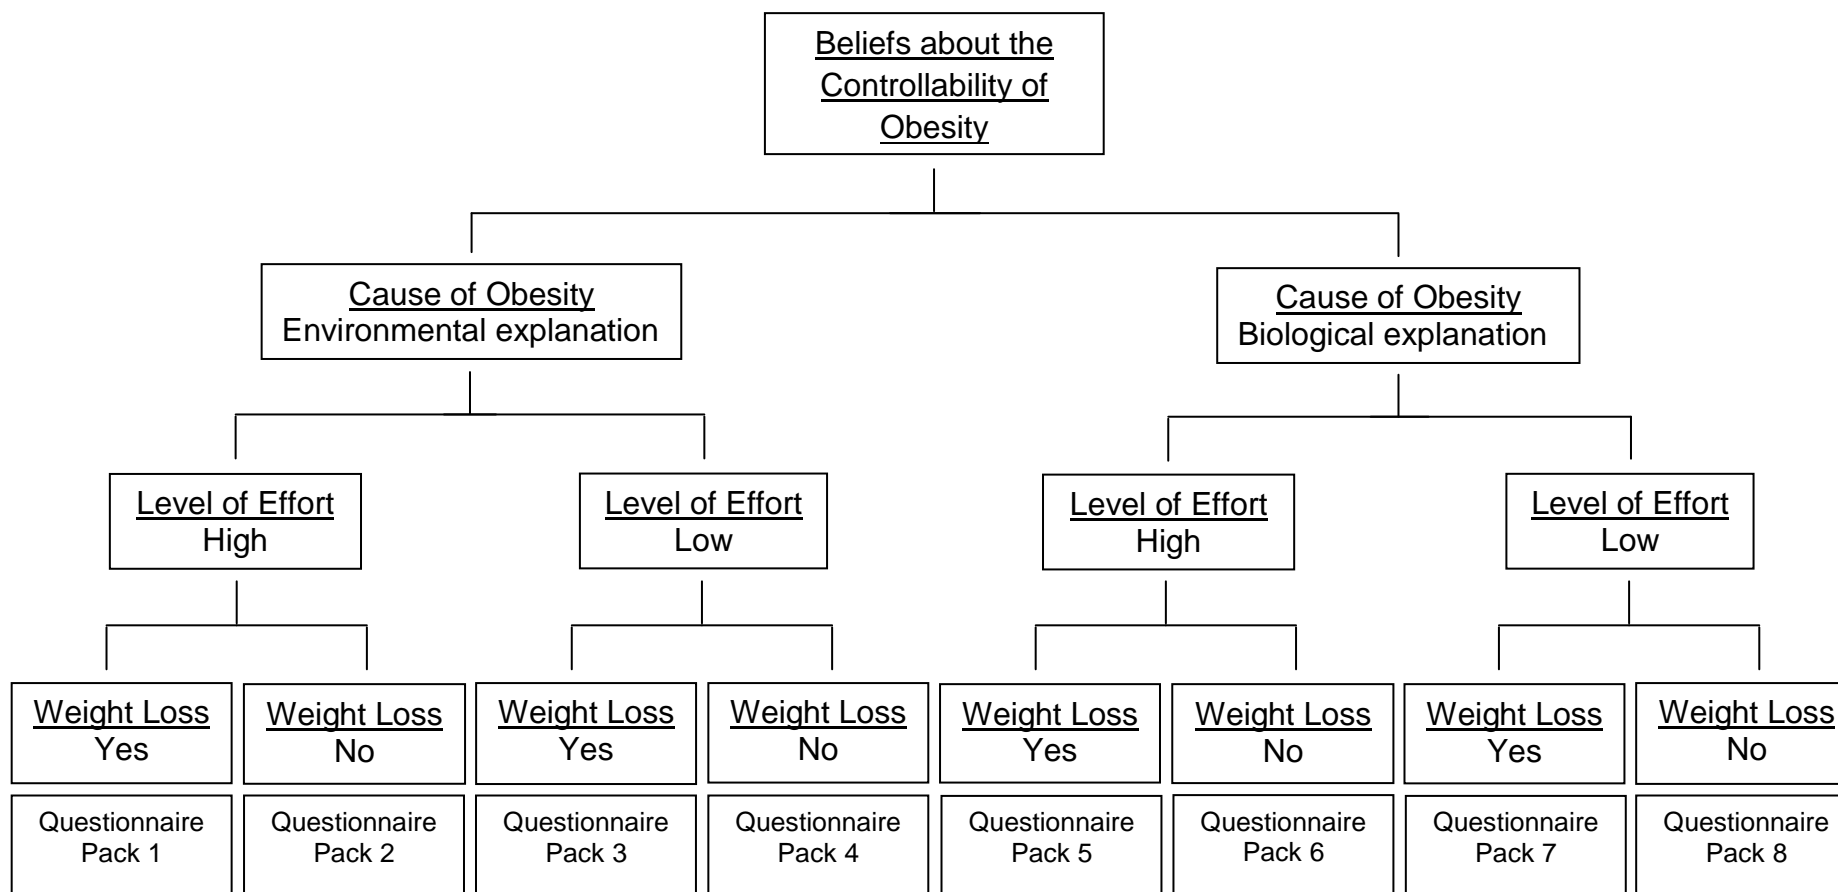 Beliefs about the
Controllability of
Obesity
Cause of Obesity
Environmental explanation
Cause of Obesity
Biological explanation
Level of Effort
High
Level of Effort
Low
Level of Effort
High
Level of Effort
Low
Weight Loss
Yes
Weight Loss
No
Weight Loss
Yes
Weight Loss
No
Weight Loss
Yes
Weight Loss
No
Weight Loss
Yes
Weight Loss
No
Questionnaire
Pack 1
Questionnaire
Pack 2
Questionnaire
Pack 3
Questionnaire
Pack 4
Questionnaire
Pack 5
Questionnaire
Pack 6
Questionnaire
Pack 7
Questionnaire
Pack 8